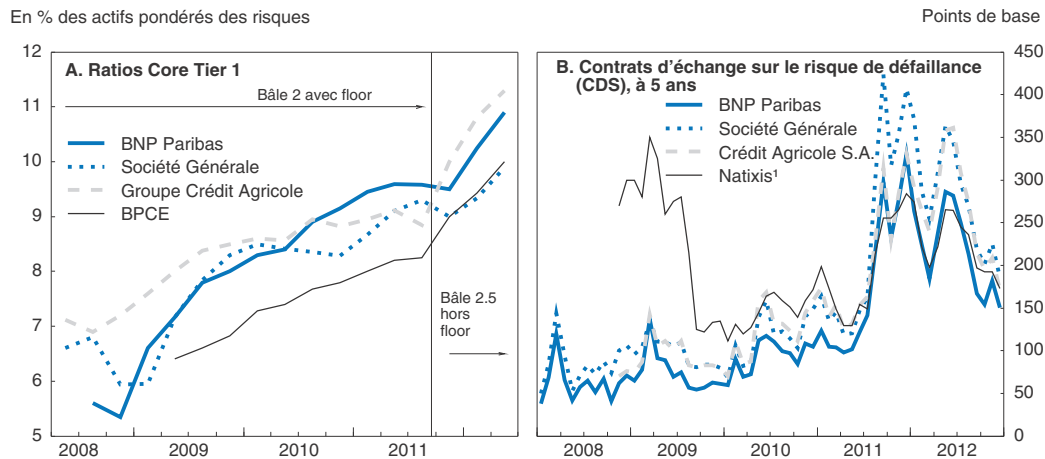 En % des actifs pondérés des risques
Points de base
12
11
10
9
8
7
6
5
A. Ratios Core Tier 1
Bâle 2 avec floor
BNP Paribas
Société Générale
Groupe Crédit Agricole
BPCE
Bâle 2.5
hors
floor
2008
2009
2010
2011
B. Contrats d'échange sur le risque de défaillance
(CDS), à 5 ans
BNP Paribas
Société Générale
Crédit Agricole S.A.
Natixis¹
450
400
350
300
250
200
150
100
50
0
2008
2009
2010
2011
2012